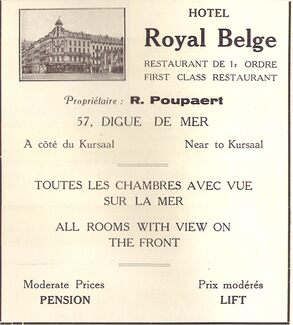 HOTEL
Royal Belge
RESTAURANT DE 1r ORDRE
FIRST CLASS RESTAURANT
Propriétaire : R. Poupaert
57, DIGUE DE MER
A côté du Kursaal Near to Kursaal
TOUTES LES CHAMBRES AVEC VUE
SUR LA MER
ALL ROOMS WITH VIEW ON
THE FRONT
Moderate Prices Prix modérés
PENSION LIFT